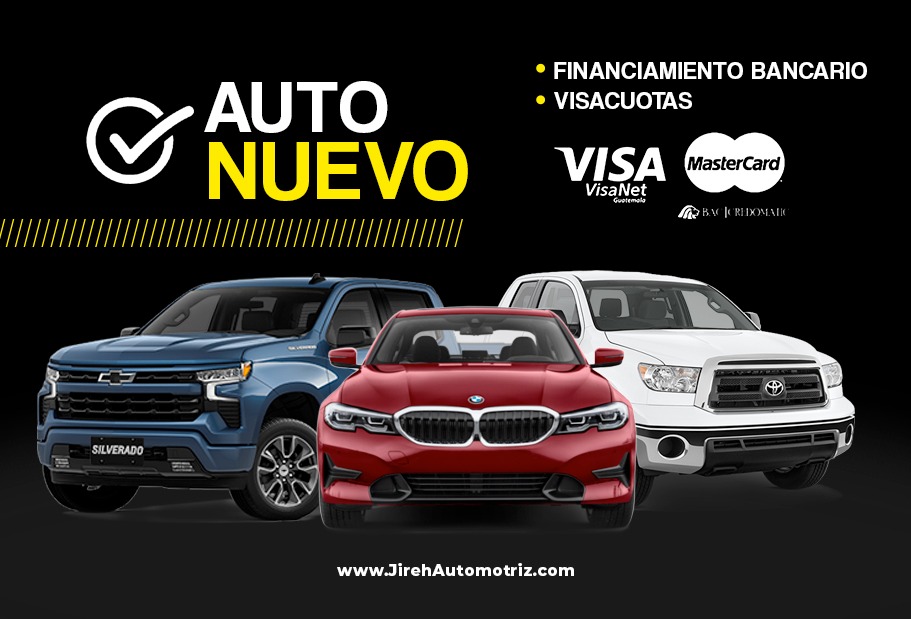 AUTO
NUEVO
• FINANCIAMIENTO BANCARIO
• VISACUOTAS
VISA
VisaNet
Guatemala
MasterCard
BAC | CREDOMATIC
SILVERADO
www.JirehAutomotriz.com